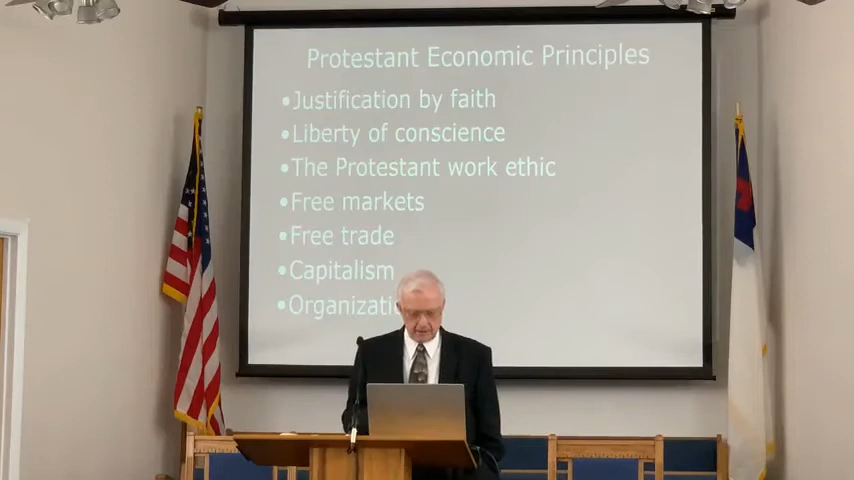 Protestant Economic Principles
•Justification by faith
•Liberty of conscience
•The Protestant work ethic
•Free markets
•Free trade
•Capitalism